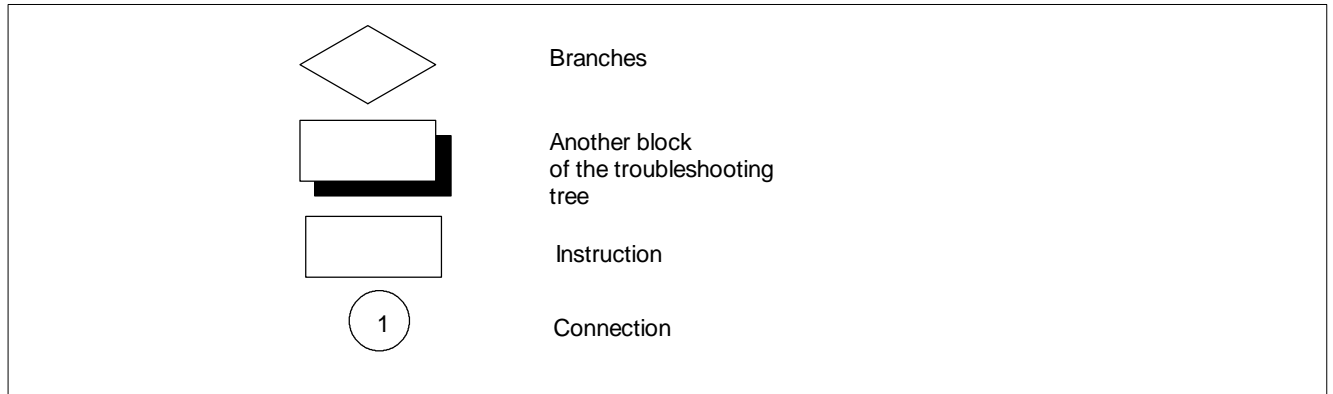 Branches
Another block
of the troubleshooting
tree
Instruction
1
Connection